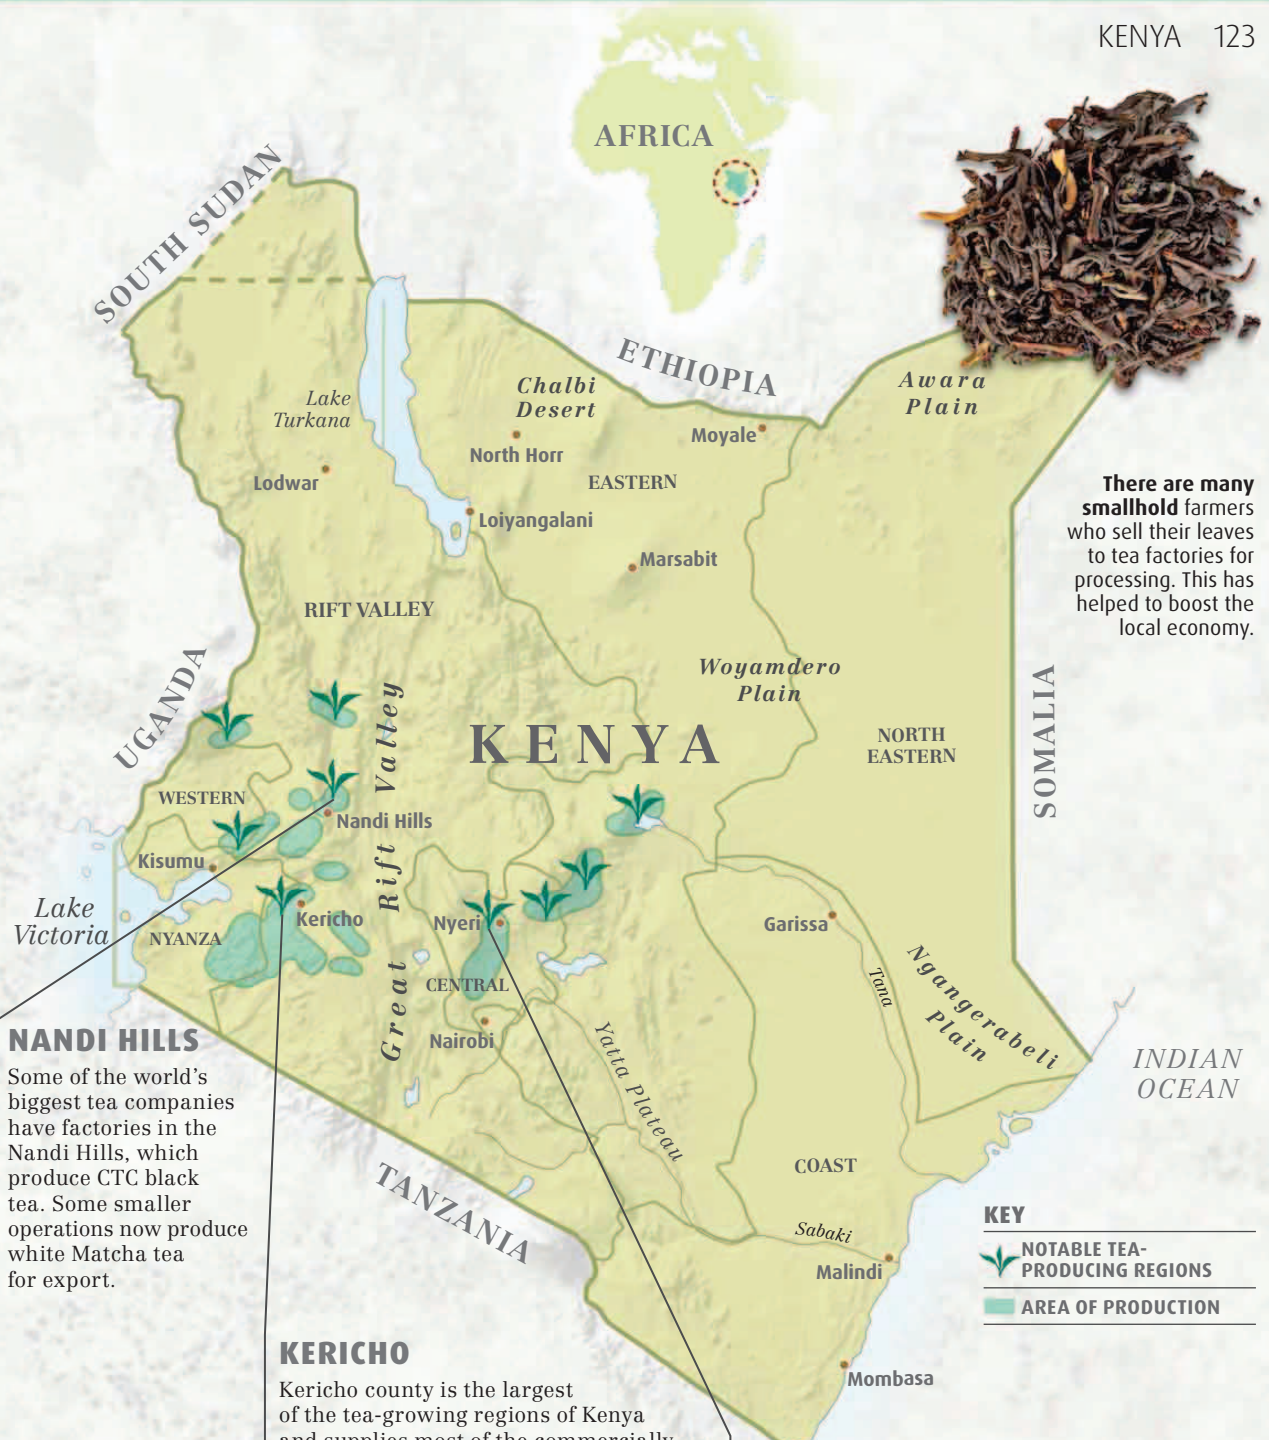 KENYA 123
AFRICA
SOUTH SUDAN
ETHIOPIA
Awara
Plain
Chalbi
Desert
Lake
Turkana
Moyale
North Horr
Lodwar
EASTERN
Loiyangalani
Marsabit
There are many
smallhold farmers
who sell their leaves
to tea factories for
processing. This has
helped to boost the
local economy.
RIFT VALLEY
UGANDA
Woyamdero
Plain
SOMALIA
KENYA
NORTH
EASTERN
WESTERN
Nandi Hills
Great Rift Valley
Kisumu
Lake
Victoria
NYANZA
Kericho
Nyeri
Garissa
Tana
Ngangerabeli
Plain
CENTRAL
Nairobi
Yatta Plateau
INDIAN
OCEAN
NANDI HILLS
Some of the world's
biggest tea companies
have factories in the
Nandi Hills, which
produce CTC black
tea. Some smaller
operations now produce
white Matcha tea
for export.
TANZANIA
COAST
Sabaki
Malindi
Mombasa
KEY
NOTABLE TEA-
PRODUCING REGIONS
AREA OF PRODUCTION
KERICHO
Kericho county is the largest
of the tea-growing regions of Kenya
and supplies most of the commercially